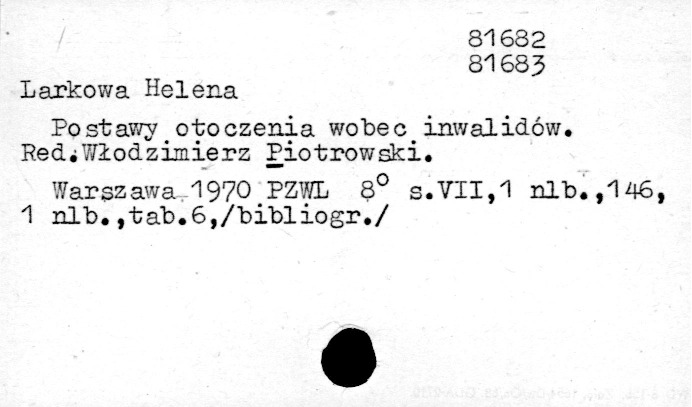 81682
81683
Larkowa Helena
Postawy otoczenia wobec inwalidów.
Red.Włodzimierz Piotrowski.
Warszawa 1970 PZWL 8° s.VII,1 nlb.,146,
1 nlb.,tab.6,/bibliogr./